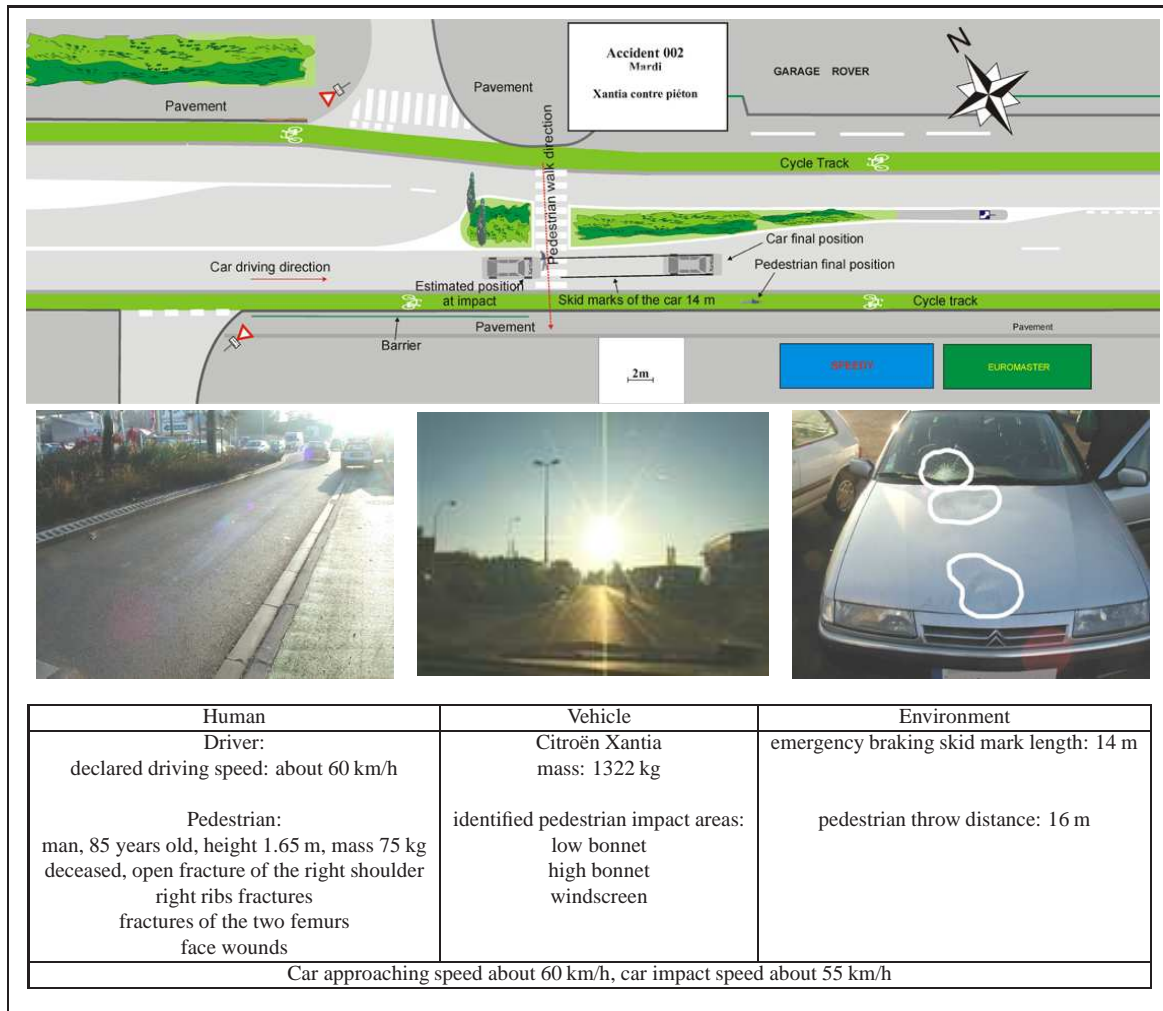 Accident 002
Mardi
Xantia contre piéton
N
GARAGE ROVER
Pavement
Pavement
Pedestrian walk direction
Cycle Track
Car final position
Car driving direction
Pedestrian final position
Estimated position
at impact
Skid marks of the car 14 m
Cycle track
Pavement
Pavement
Barrier
2m
SPEEDY
EUROMASTER
Human
Vehicle
Environment
Driver:
Citroën Xantia
emergency braking skid mark length: 14 m
declared driving speed: about 60 km/h
mass: 1322 kg
Pedestrian:
identified pedestrian impact areas:
pedestrian throw distance: 16 m
man, 85 years old, height 1.65 m, mass 75 kg
low bonnet
deceased, open fracture of the right shoulder
high bonnet
right ribs fractures
windscreen
fractures of the two femurs
face wounds
Car approaching speed about 60 km/h, car impact speed about 55 km/h